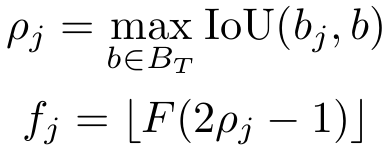 ρ_j = max_{b∈B_T} IoU(b_j, b)
f_j = ⌊F(2ρ_j − 1)⌋